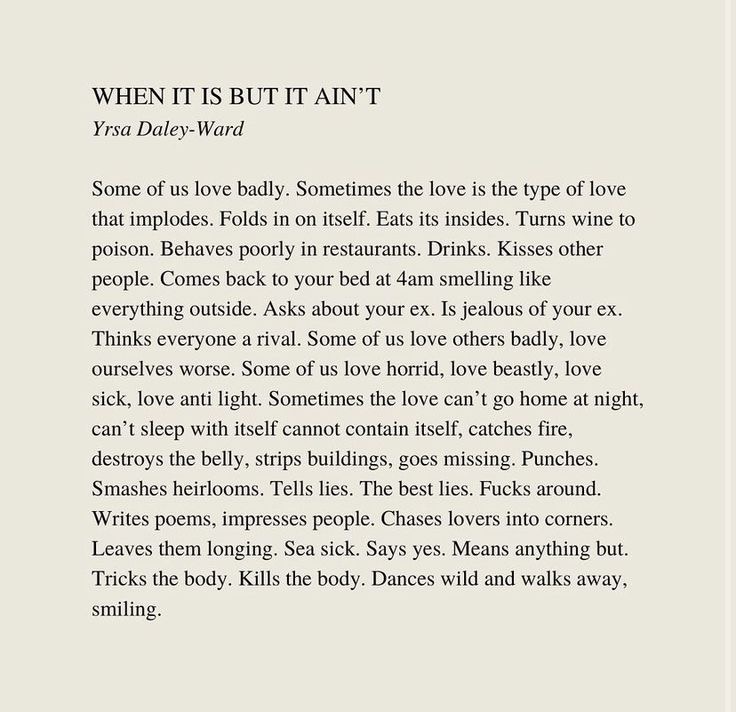 WHEN IT IS BUT IT AIN’T
Yrsa Daley-Ward
Some of us love badly. Sometimes the love is the type of love
that implodes. Folds in on itself. Eats its insides. Turns wine to
poison. Behaves poorly in restaurants. Drinks. Kisses other
people. Comes back to your bed at 4am smelling like
everything outside. Asks about your ex. Is jealous of your ex.
Thinks everyone a rival. Some of us love others badly, love
ourselves worse. Some of us love horrid, love beastly, love
sick, love anti light. Sometimes the love can’t go home at night,
can’t sleep with itself cannot contain itself, catches fire,
destroys the belly, strips buildings, goes missing. Punches.
Smashes heirlooms. Tells lies. The best lies. Fucks around.
Writes poems, impresses people. Chases lovers into corners.
Leaves them longing. Sea sick. Says yes. Means anything but.
Tricks the body. Kills the body. Dances wild and walks away,
smiling.